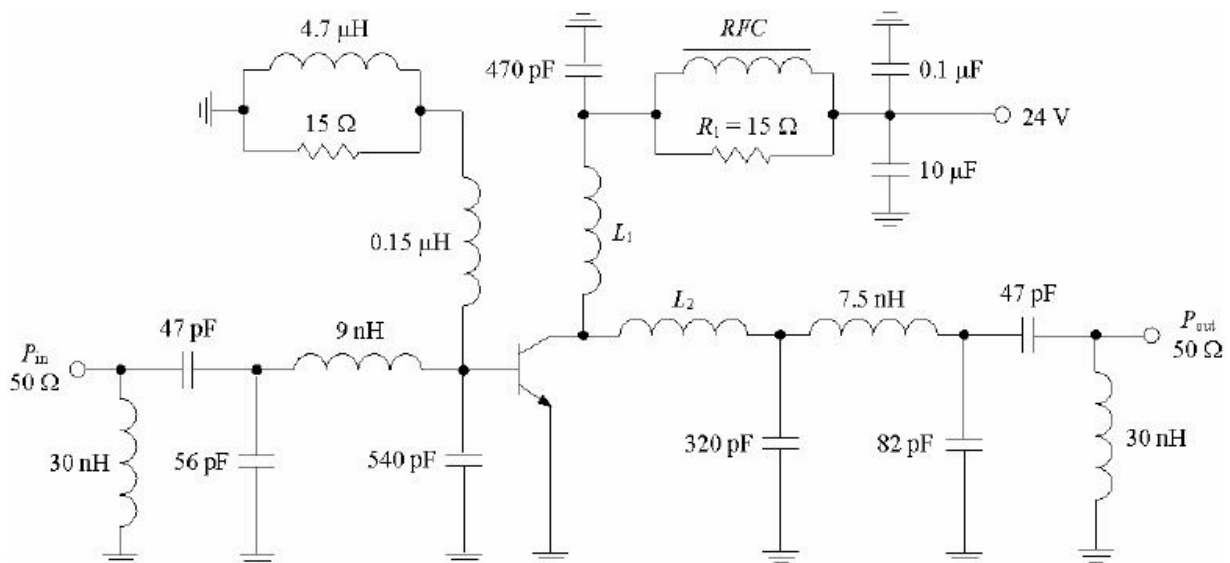 4.7 μH
15 Ω
470 pF
RFC
R1 = 15 Ω
0.1 μF
24 V
10 μF
0.15 μH
L1
L2
7.5 nH
47 pF
Pout
50 Ω
47 pF
9 nH
Pin
50 Ω
30 nH
56 pF
540 pF
320 pF
82 pF
30 nH